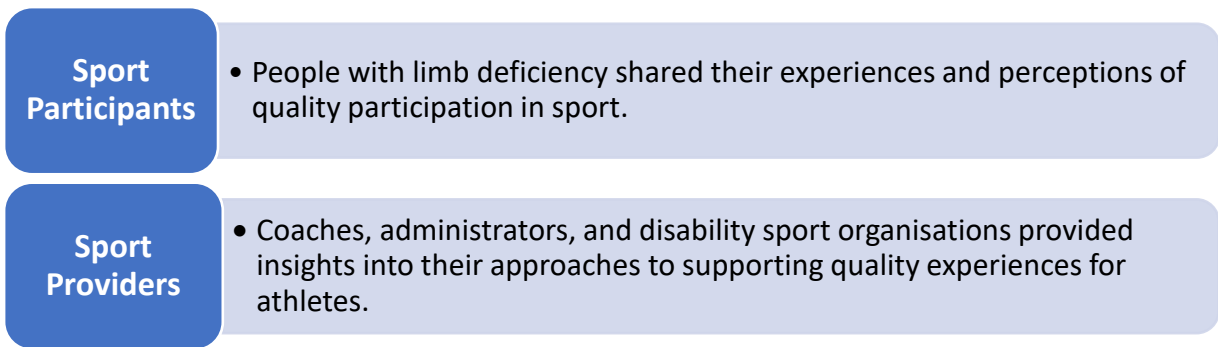 Sport
Participants
• People with limb deficiency shared their experiences and perceptions of
quality participation in sport.
Sport
Providers
• Coaches, administrators, and disability sport organisations provided
insights into their approaches to supporting quality experiences for
athletes.